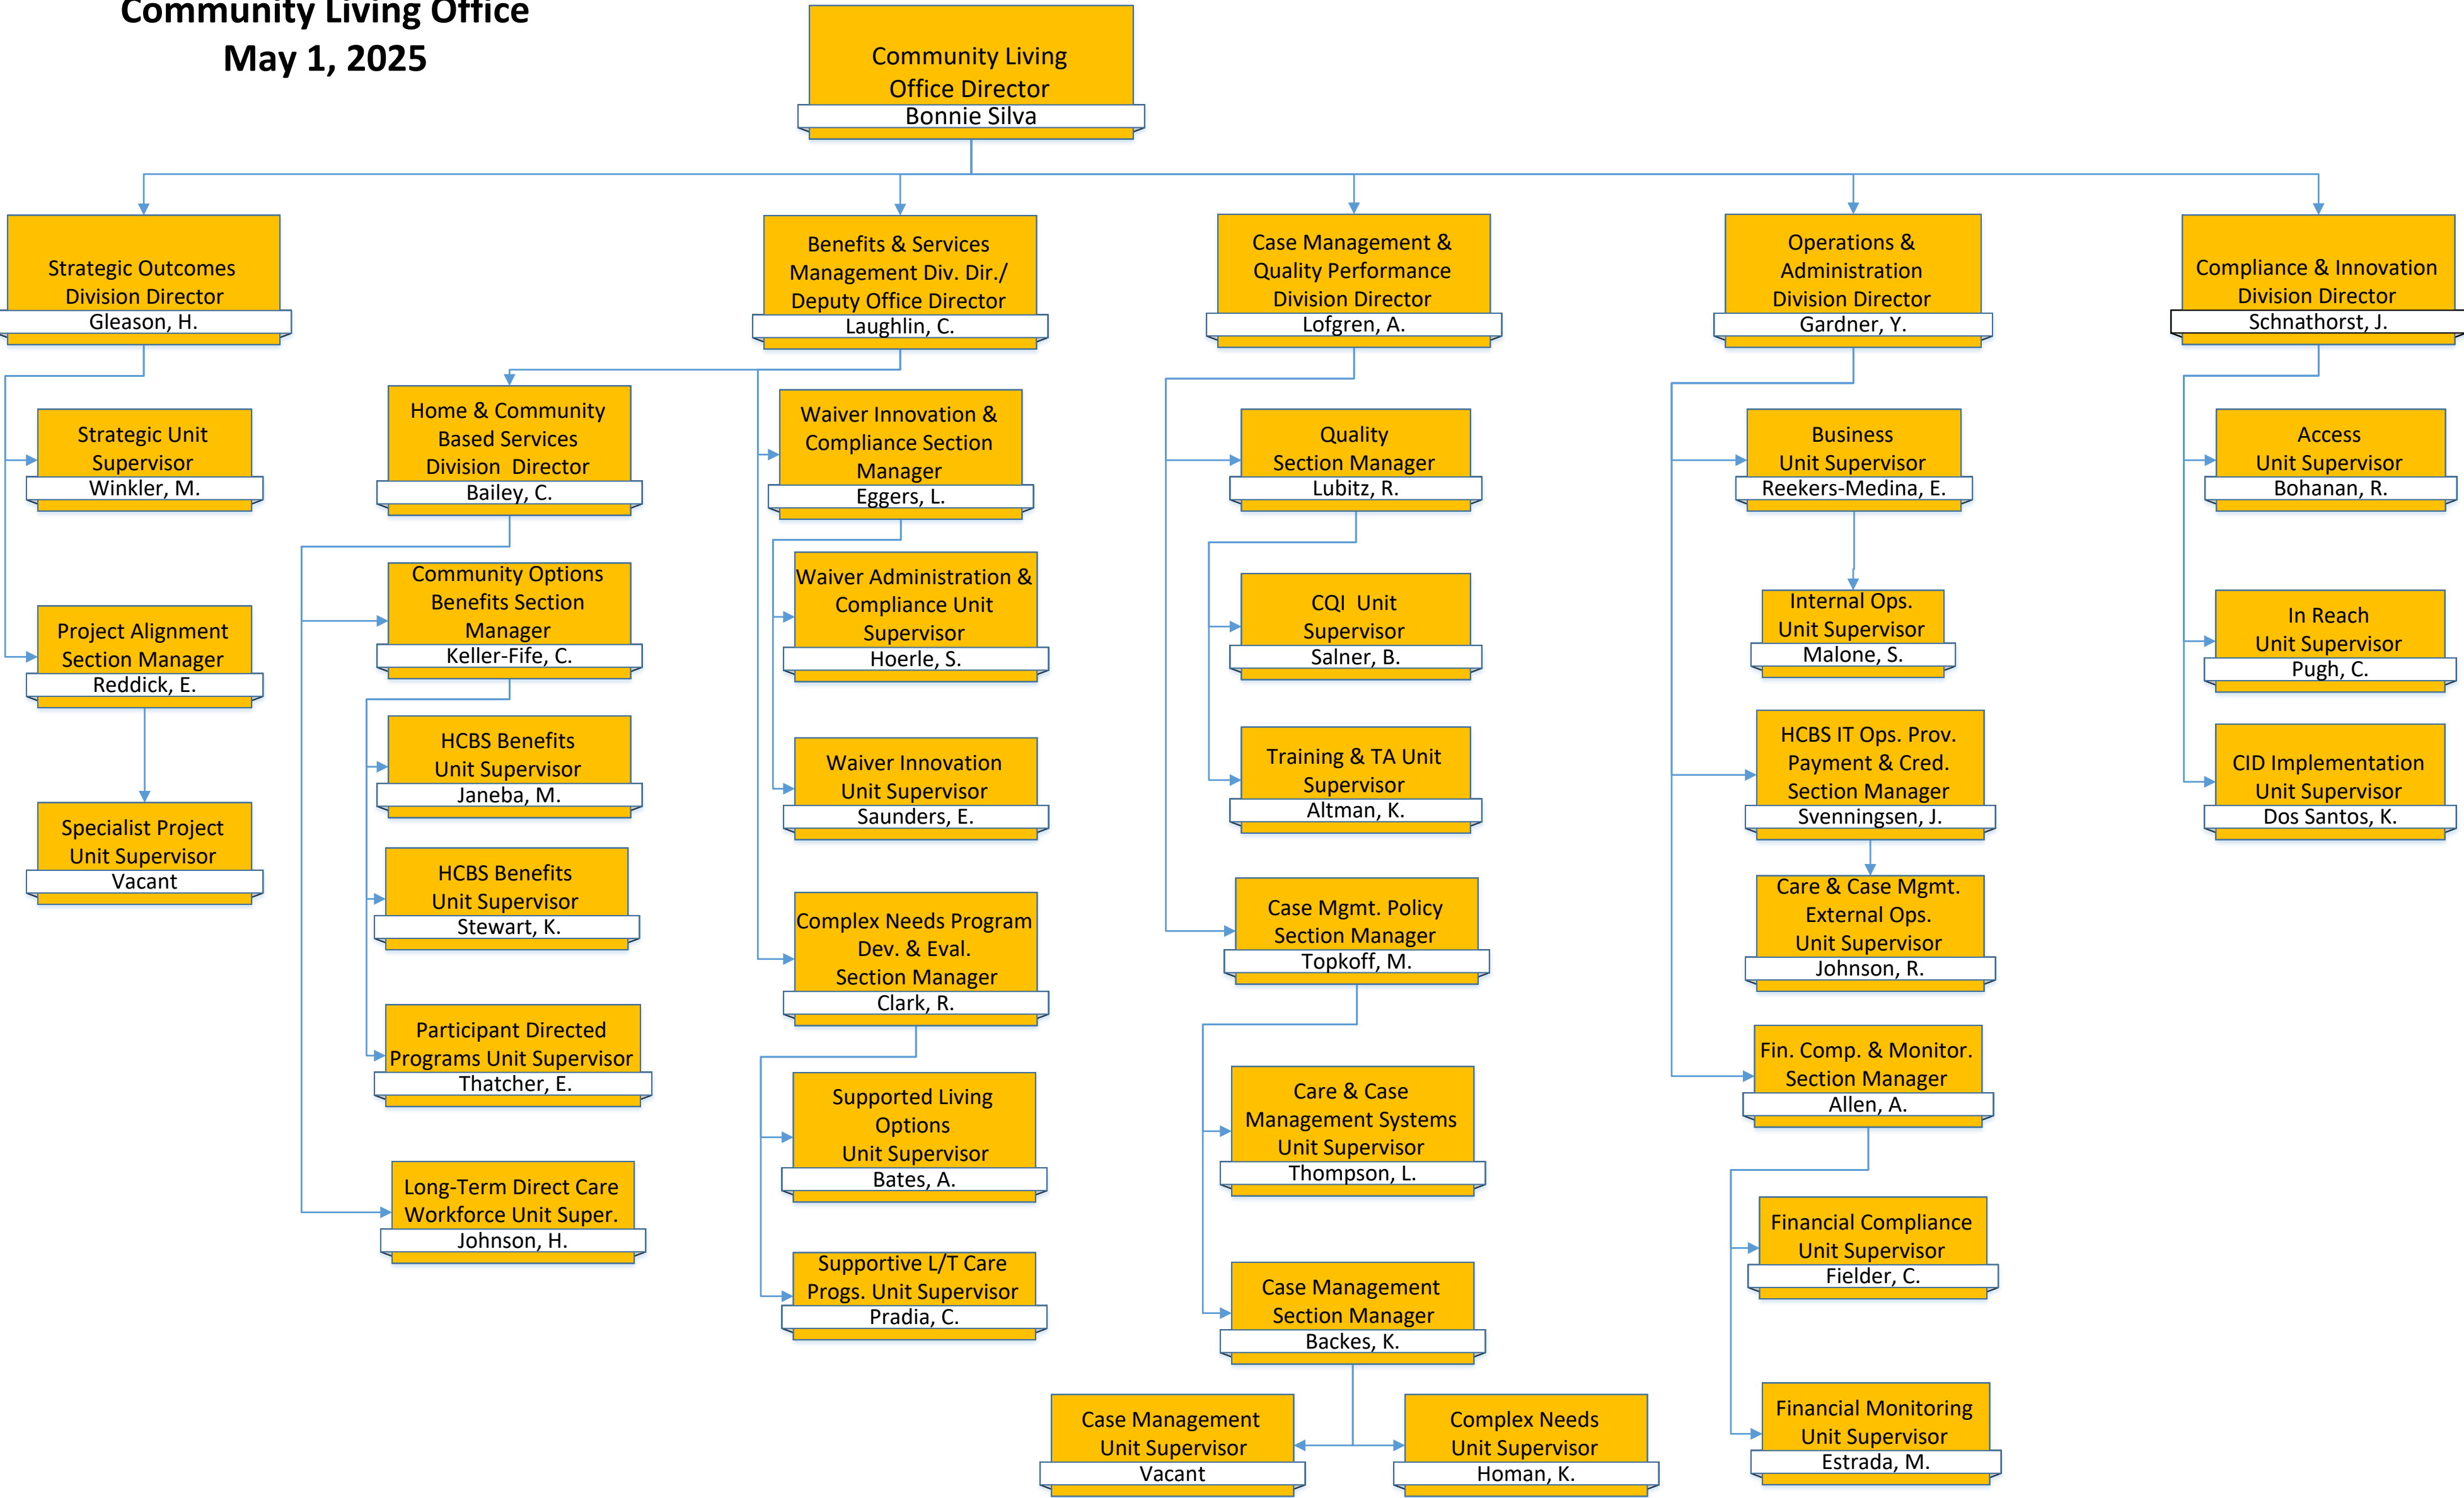 Community Living Office
May 1, 2025
Community Living
Office Director
Bonnie Silva
Strategic Outcomes
Division Director
Gleason, H.
Benefits & Services
Management Div. Dir./
Deputy Office Director
Laughlin, C.
Case Management &
Quality Performance
Division Director
Lofgren, A.
Operations &
Administration
Division Director
Gardner, Y.
Compliance & Innovation
Division Director
Schnathorst, J.
Strategic Unit
Supervisor
Winkler, M.
Project Alignment
Section Manager
Reddick, E.
Specialist Project
Unit Supervisor
Vacant
Home & Community
Based Services
Division  Director
Bailey, C.
Community Options
Benefits Section
Manager
Keller-Fife, C.
HCBS Benefits
Unit Supervisor
Janeba, M.
HCBS Benefits
Unit Supervisor
Stewart, K.
Participant Directed
Programs Unit Supervisor
Thatcher, E.
Long-Term Direct Care
Workforce Unit Super.
Johnson, H.
Waiver Innovation &
Compliance Section
Manager
Eggers, L.
Waiver Administration &
Compliance Unit
Supervisor
Hoerle, S.
Waiver Innovation
Unit Supervisor
Saunders, E.
Complex Needs Program
Dev. & Eval.
Section Manager
Clark, R.
Supported Living
Options
Unit Supervisor
Bates, A.
Supportive L/T Care
Progs. Unit Supervisor
Pradia, C.
Quality
Section Manager
Lubitz, R.
CQI  Unit
Supervisor
Salner, B.
Training & TA Unit
Supervisor
Altman, K.
Case Mgmt. Policy
Section Manager
Topkoff, M.
Care & Case
Management Systems
Unit Supervisor
Thompson, L.
Case Management
Section Manager
Backes, K.
Case Management
Unit Supervisor
Vacant
Complex Needs
Unit Supervisor
Homan, K.
Business
Unit Supervisor
Reekers-Medina, E.
Internal Ops.
Unit Supervisor
Malone, S.
HCBS IT Ops. Prov.
Payment & Cred.
Section Manager
Svenningsen, J.
Care & Case Mgmt.
External Ops.
Unit Supervisor
Johnson, R.
Fin. Comp. & Monitor.
Section Manager
Allen, A.
Financial Compliance
Unit Supervisor
Fielder, C.
Financial Monitoring
Unit Supervisor
Estrada, M.
Access
Unit Supervisor
Bohanan, R.
In Reach
Unit Supervisor
Pugh, C.
CID Implementation
Unit Supervisor
Dos Santos, K.